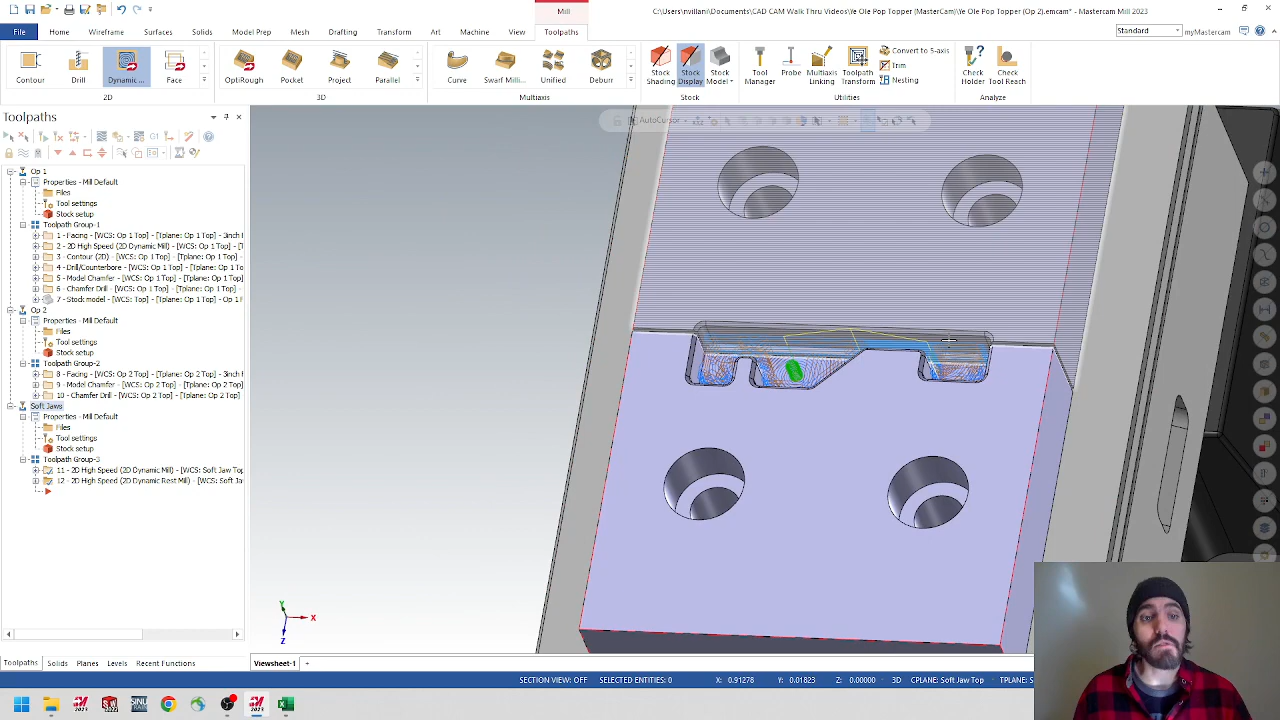 Mill
C:\Users\nvillani\Documents\CAD CAM Walk Thru Videos\Ye Ole Pop Topper (MasterCam)\Ye Ole Pop Topper (Op 2).emcam* - Mastercam Mill 2023
File Home Wireframe Surfaces Solids Model Prep Mesh Drafting Transform Art Machine View Toolpaths
Standard
myMastercam
Contour Drill Dynamic ... Face
OptiRough Pocket Project Parallel
Curve Swarf Milli... Unified Deburr
Stock Shading Stock Display Stock Model
Tool Manager Probe Multiaxis Linking Toolpath Transform
Convert to 5-axis
Trim
Nesting
Check Holder Check Tool Reach
2D 3D Multiaxis Stock Utilities Analyze
Toolpaths
AutoCursor
Op 1
Properties - Mill Default
Files
Tool settings
Stock setup
Toolpath Group-1
1 - Facing - [WCS: Op 1 Top] - [Tplane: Op 1 Top] - 3inch
2 - 2D High Speed (2D Dynamic Mill) - [WCS: Op 1 Top]
3 - Contour (2D) - [WCS: Op 1 Top] - [Tplane: Op 1 Top]
4 - Drill/Counterbore - [WCS: Op 1 Top] - [Tplane: Op 1
5 - Model Chamfer - [WCS: Op 1 Top] - [Tplane: Op 1
6 - Chamfer Drill - [WCS: Op 1 Top] - [Tplane: Op 1 Top
7 - Stock model - [WCS: Op 1 Top] - [Tplane: Op 1
Op 2
Properties - Mill Default
Files
Tool settings
Stock setup
Toolpath Group-2
8 - Facing - [WCS: Op 2 Top] - [Tplane: Op 2 Top] - 3inch
9 - Model Chamfer - [WCS: Op 2 Top] - [Tplane: Op 2
10 - Chamfer Drill - [WCS: Op 2 Top] - [Tplane: Op 2 Top
Soft Jaws
Properties - Mill Default
Files
Tool settings
Stock setup
Toolpath Group-3
11 - 2D High Speed (2D Dynamic Mill) - [WCS: Soft Jaw Top
12 - 2D High Speed (2D Dynamic Rest Mill) - [WCS: Soft Ja
Y
X
Z
Toolpaths Solids Planes Levels Recent Functions
Viewsheet-1 +
SECTION VIEW: OFF SELECTED ENTITIES: 0 X: 0.91278 Y: 0.01823 Z: 0.00000 3D CPLANE: Soft Jaw Top TPLANE: S